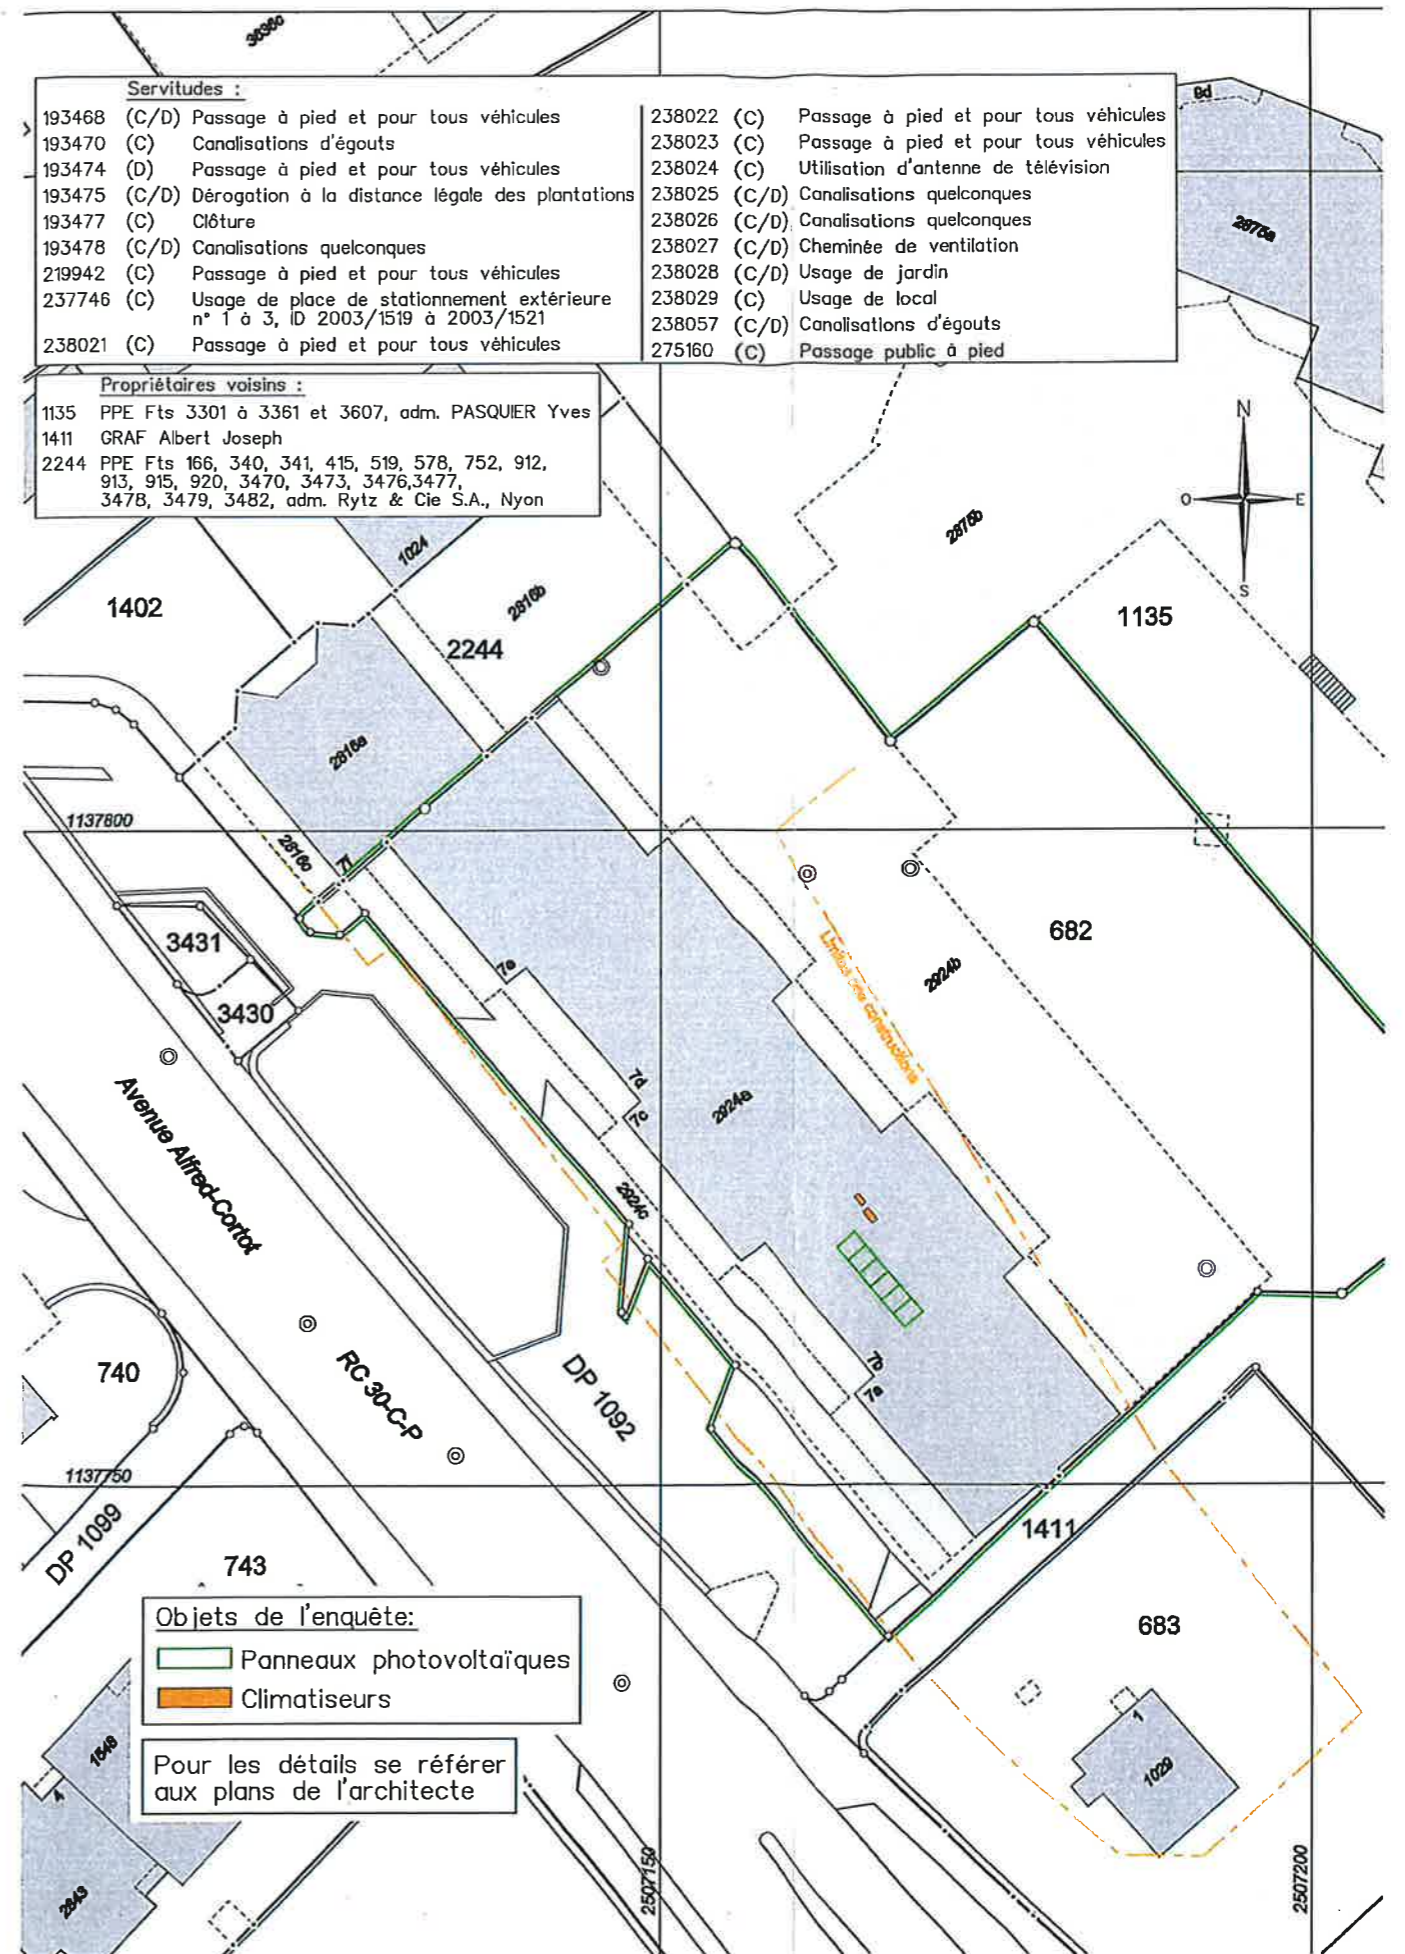 3636c
Servitudes :
193468 (C/D) Passage à pied et pour tous véhicules
193470 (C) Canalisations d'égouts
193474 (D) Passage à pied et pour tous véhicules
193475 (C/D) Dérogation à la distance légale des plantations
193477 (C) Clôture
193478 (C/D) Canalisations quelconques
219942 (C) Passage à pied et pour tous véhicules
237746 (C) Usage de place de stationnement extérieure
n° 1 à 3, ID 2003/1519 à 2003/1521
238021 (C) Passage à pied et pour tous véhicules
238022 (C) Passage à pied et pour tous véhicules
238023 (C) Passage à pied et pour tous véhicules
238024 (C) Utilisation d'antenne de télévision
238025 (C/D) Canalisations quelconques
238026 (C/D) Canalisations quelconques
238027 (C/D) Cheminée de ventilation
238028 (C/D) Usage de jardin
238029 (C) Usage de local
238057 (C/D) Canalisations d'égouts
275160 (C) Passage public à pied
9d
2875a
Propriétaires voisins :
1135 PPE Fts 3301 à 3361 et 3607, adm. PASQUIER Yves
1411 GRAF Albert Joseph
2244 PPE Fts 166, 340, 341, 415, 519, 578, 752, 912,
913, 915, 920, 3470, 3473, 3476,3477,
3478, 3479, 3482, adm. Rytz & Cie S.A., Nyon
N
O
E
S
2875b
1024
2816b
1402
2244
1135
2816a
1137800
2816c
7f
3431
682
7e
2924b
Limites des constructions
3430
7d
7c
2924a
Avenue Alfred-Cortot
2924c
740
RC 30-C-P
DP 1092
7b
7a
1137750
DP 1099
1411
743
Objets de l'enquête:
Panneaux photovoltaïques
Climatiseurs
683
Pour les détails se référer
aux plans de l'architecte
1548
4
1
1029
2643
2507150
2507200